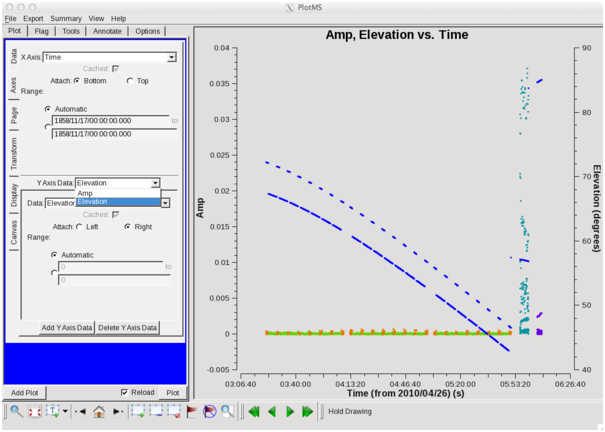 PlotMS
File Export Summary View Help
Plot Flag Tools Annotate Options
Data
Axes
Page
Transform
Display
Canvas
X Axis: Time
Cached:
Attach: Bottom Top
Range:
Automatic
1858/11/17/00:00:00.000 to
1858/11/17/00:00:00.000
Y Axis Data: Elevation
Amp
Elevation
Data: Elevation
Cached:
Attach: Left Right
Range:
Automatic
0 to
0
Add Y Axis Data Delete Y Axis Data
Add Plot Reload Plot
Amp, Elevation vs. Time
0.04
0.035
0.03
0.025
0.02
0.015
0.01
0.005
0
-0.005
Amp
90
80
70
60
50
40
Elevation (degrees)
03:06:40 03:40:00 04:13:20 04:46:40 05:20:00 05:53:20 06:26:40
Time (from 2010/04/26) (s)
Hold Drawing